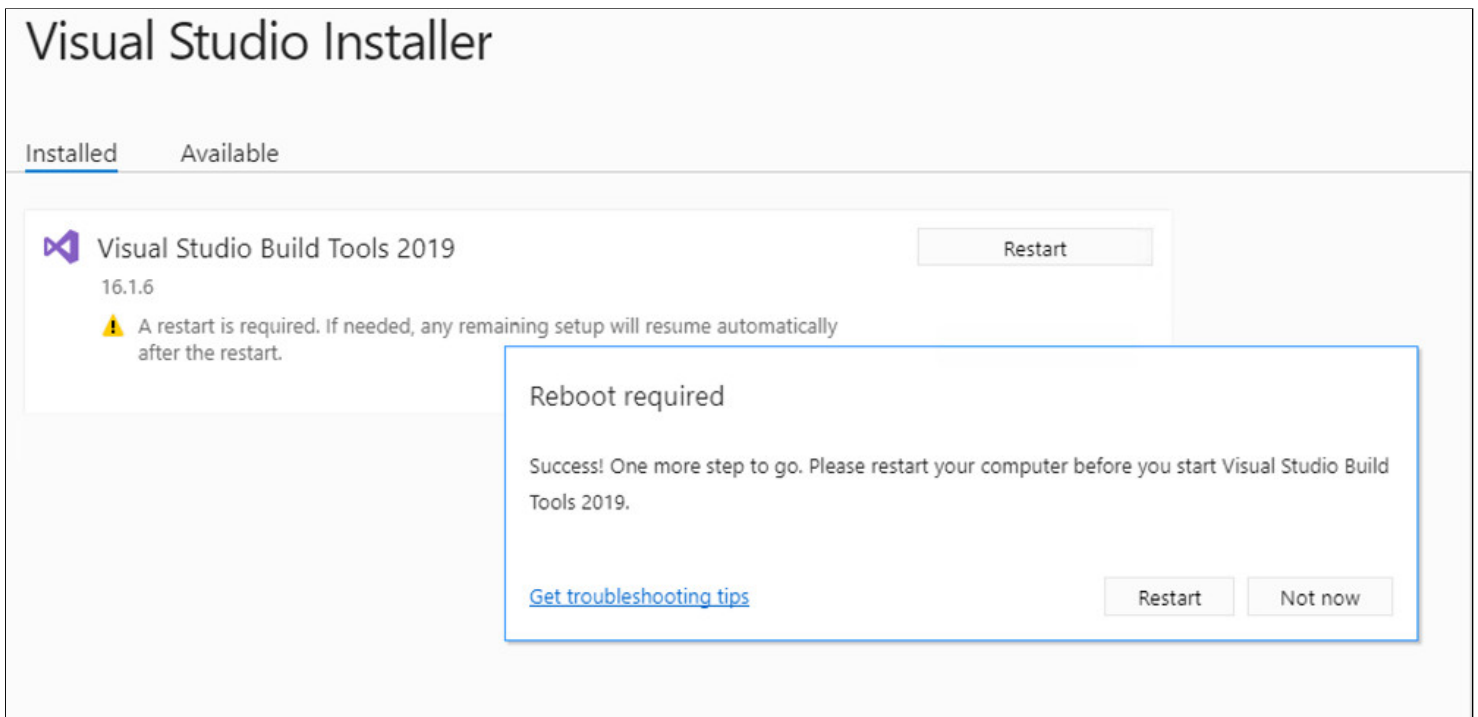 Visual Studio Installer
Installed
Available
Visual Studio Build Tools 2019
Restart
16.1.6
A restart is required. If needed, any remaining setup will resume automatically
after the restart.
Reboot required
Success! One more step to go. Please restart your computer before you start Visual Studio Build
Tools 2019.
Get troubleshooting tips
Restart
Not now